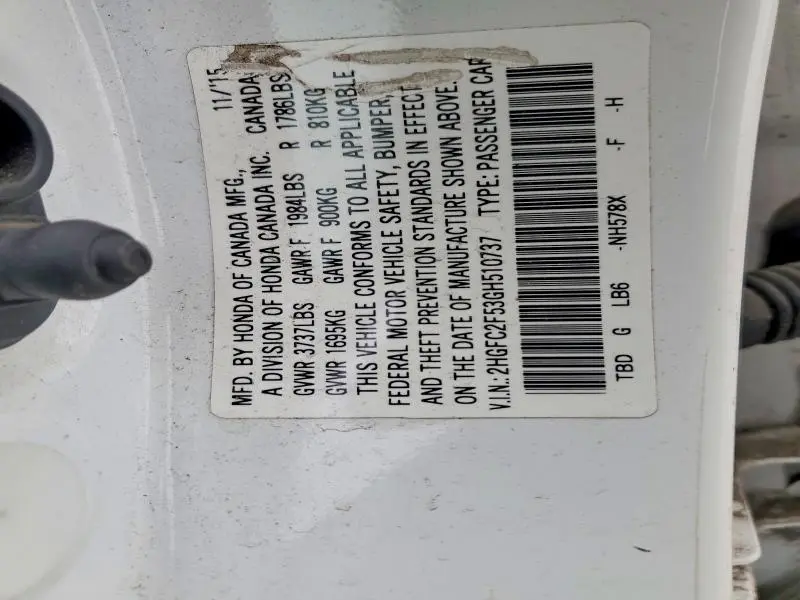 MFD. BY HONDA OF CANADA MFG., 11/'15
A DIVISION OF HONDA CANADA INC. CANADA
GVWR 3737LBS GAWR F 1984LBS R 1786LBS
GVWR 1695KG GAWR F 900KG R 810KG
THIS VEHICLE CONFORMS TO ALL APPLICABLE
FEDERAL MOTOR VEHICLE SAFETY, BUMPER,
AND THEFT PREVENTION STANDARDS IN EFFECT
ON THE DATE OF MANUFACTURE SHOWN ABOVE.
V.I.N.: 2HGFC2F53GH510737 TYPE: PASSENGER CAR
TBD G LB6 -NH578X -F -H